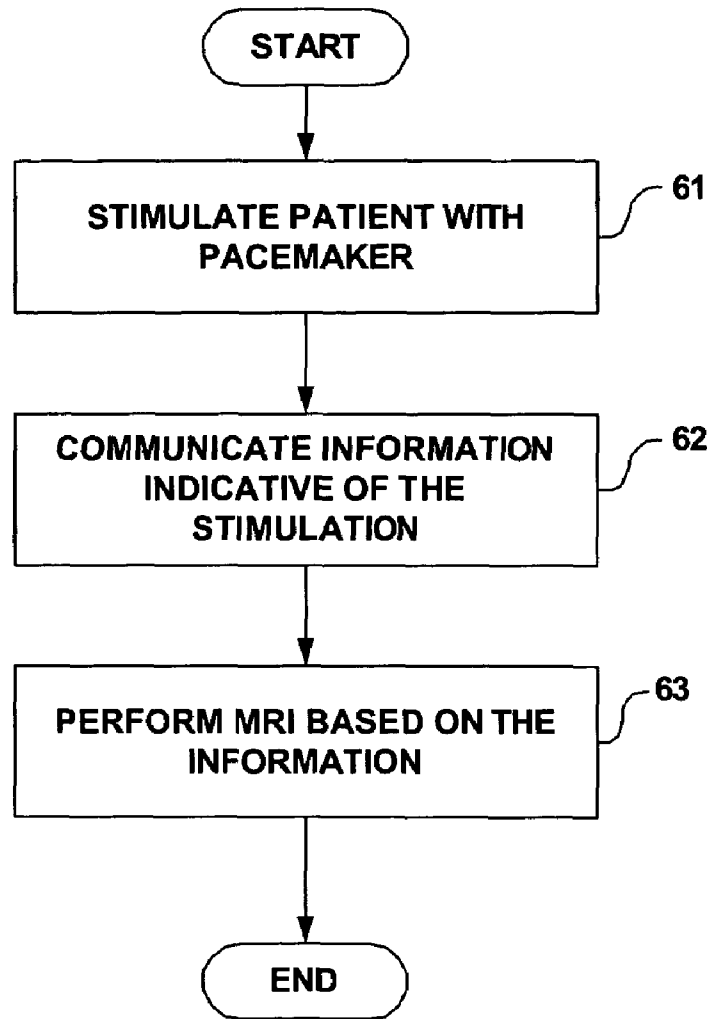 START
STIMULATE PATIENT WITH
PACEMAKER
61
COMMUNICATE INFORMATION
INDICATIVE OF THE
STIMULATION
62
PERFORM MRI BASED ON THE
INFORMATION
63
END